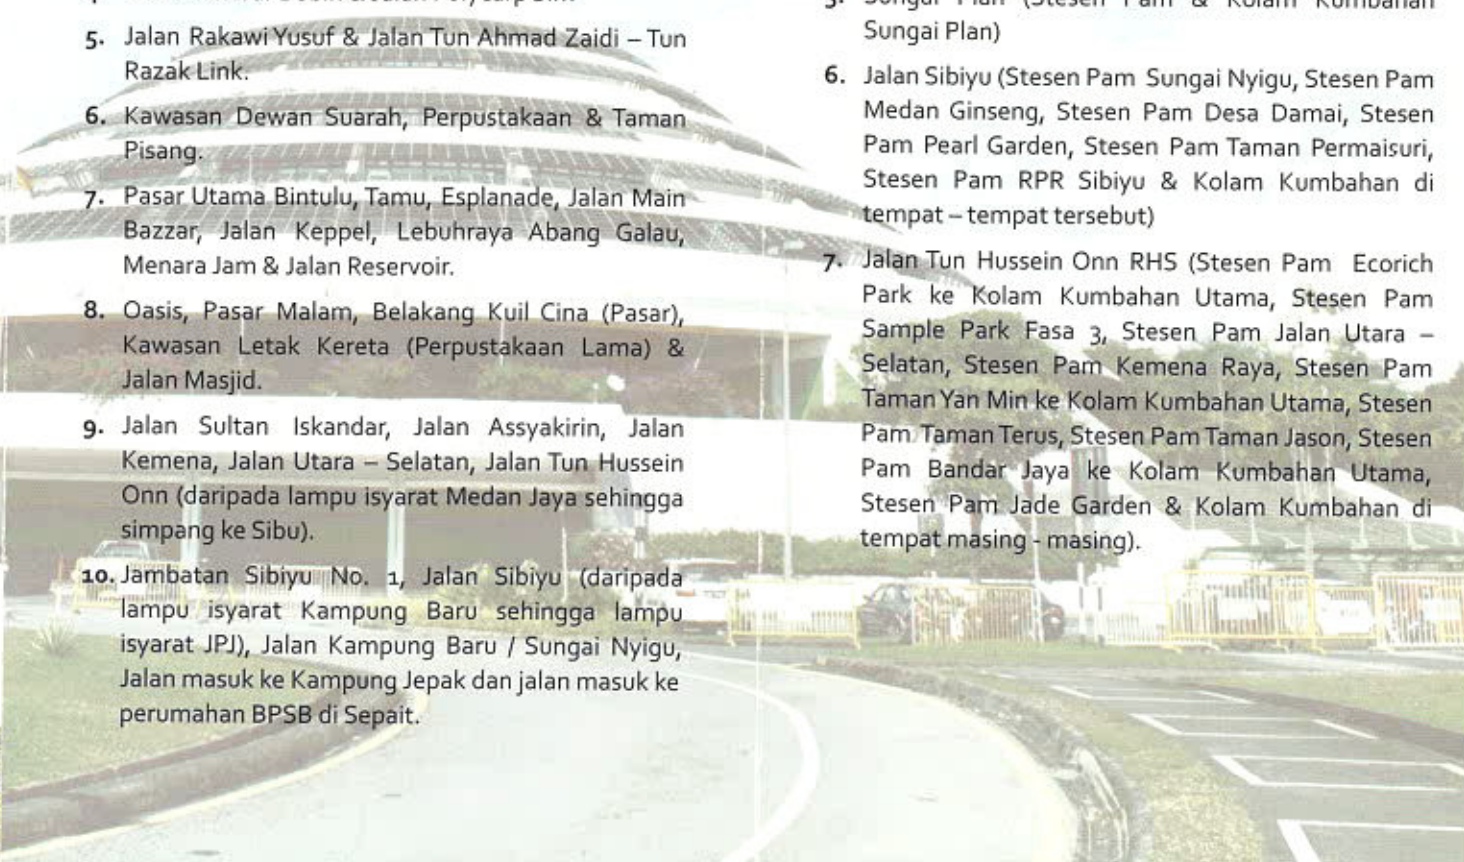 5. Jalan Rakawi Yusuf & Jalan Tun Ahmad Zaidi – Tun
Razak Link.
6. Kawasan Dewan Suarah, Perpustakaan & Taman
Pisang.
7. Pasar Utama Bintulu, Tamu, Esplanade, Jalan Main
Bazzar, Jalan Keppel, Lebuhraya Abang Galau,
Menara Jam & Jalan Reservoir.
8. Oasis, Pasar Malam, Belakang Kuil Cina (Pasar),
Kawasan Letak Kereta (Perpustakaan Lama) &
Jalan Masjid.
9. Jalan Sultan Iskandar, Jalan Assyakirin, Jalan
Kemena, Jalan Utara – Selatan, Jalan Tun Hussein
Onn (daripada lampu isyarat Medan Jaya sehingga
simpang ke Sibu).
10. Jambatan Sibiyu No. 1, Jalan Sibiyu (daripada
lampu isyarat Kampung Baru sehingga lampu
isyarat JPJ), Jalan Kampung Baru / Sungai Nyigu,
Jalan masuk ke Kampung Jepak dan jalan masuk ke
perumahan BPSB di Sepait.
5. Sungai Plan (Stesen Pam & Kolam Kumbahan
Sungai Plan)
6. Jalan Sibiyu (Stesen Pam Sungai Nyigu, Stesen Pam
Medan Ginseng, Stesen Pam Desa Damai, Stesen
Pam Pearl Garden, Stesen Pam Taman Permaisuri,
Stesen Pam RPR Sibiyu & Kolam Kumbahan di
tempat – tempat tersebut)
7. Jalan Tun Hussein Onn RHS (Stesen Pam Ecorich
Park ke Kolam Kumbahan Utama, Stesen Pam
Sample Park Fasa 3, Stesen Pam Jalan Utara –
Selatan, Stesen Pam Kemena Raya, Stesen Pam
Taman Yan Min ke Kolam Kumbahan Utama, Stesen
Pam Taman Terus, Stesen Pam Taman Jason, Stesen
Pam Bandar Jaya ke Kolam Kumbahan Utama,
Stesen Pam Jade Garden & Kolam Kumbahan di
tempat masing - masing).